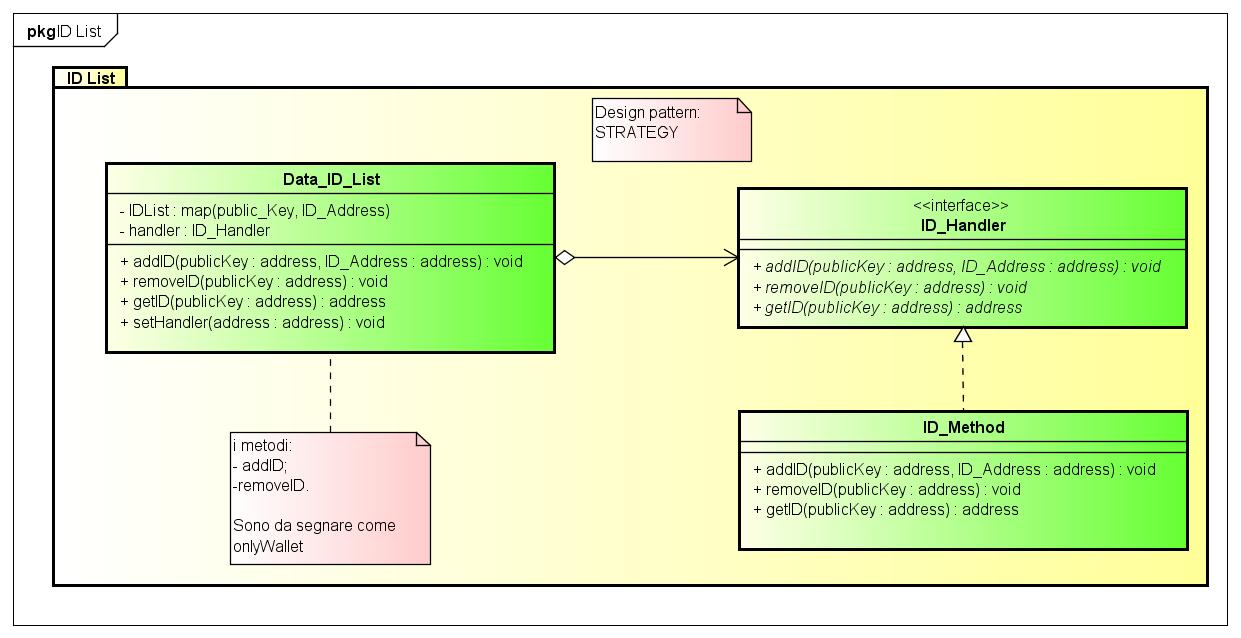 pkgID List
ID List
Design pattern:
STRATEGY
Data_ID_List
- IDList : map(public_Key, ID_Address)
- handler : ID_Handler
+ addID(publicKey : address, ID_Address : address) : void
+ removeID(publicKey : address) : void
+ getID(publicKey : address) : address
+ setHandler(address : address) : void
<<interface>>
ID_Handler
+ addID(publicKey : address, ID_Address : address) : void
+ removeID(publicKey : address) : void
+ getID(publicKey : address) : address
i metodi:
- addID;
-removeID.
Sono da segnare come
onlyWallet
ID_Method
+ addID(publicKey : address, ID_Address : address) : void
+ removeID(publicKey : address) : void
+ getID(publicKey : address) : address